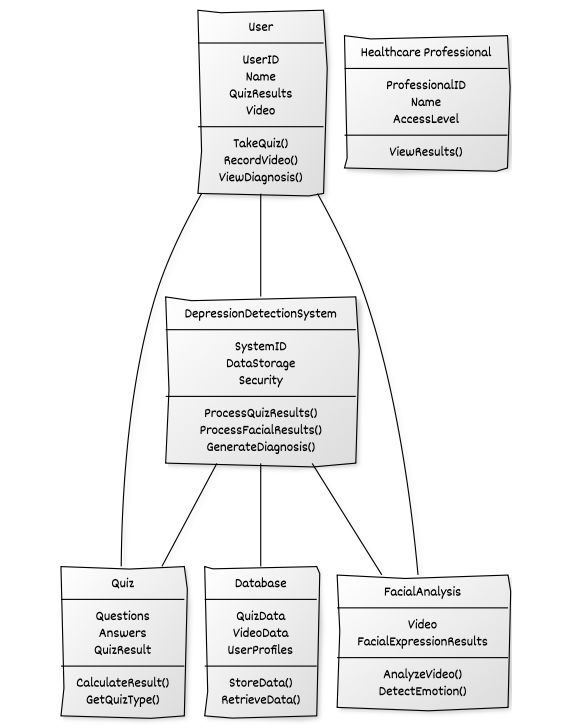 User
UserID
Name
QuizResults
Video
TakeQuiz()
RecordVideo()
ViewDiagnosis()
Healthcare Professional
ProfessionalID
Name
AccessLevel
ViewResults()
DepressionDetectionSystem
SystemID
DataStorage
Security
ProcessQuizResults()
ProcessFacialResults()
GenerateDiagnosis()
Quiz
Questions
Answers
QuizResult
CalculateResult()
GetQuizType()
Database
QuizData
VideoData
UserProfiles
StoreData()
RetrieveData()
FacialAnalysis
Video
FacialExpressionResults
AnalyzeVideo()
DetectEmotion()